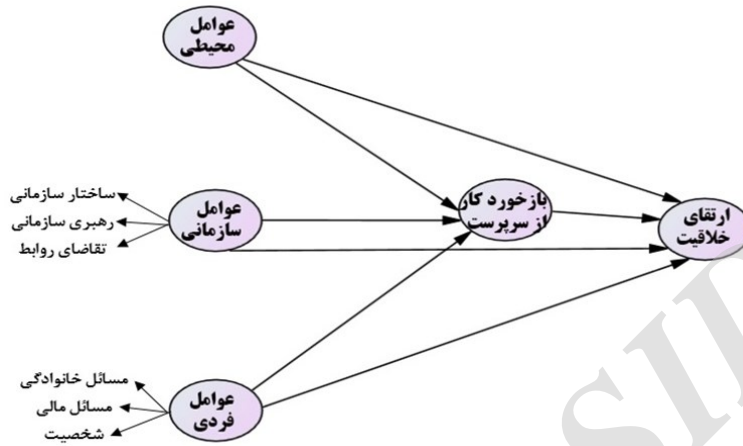 عوامل
محیطی
ساختار سازمانی
رهبری سازمانی
تقاضای روابط
عوامل
سازمانی
بازخورد کار
از سرپرست
ارتقای
خلاقیت
مسائل خانوادگی
مسائل مالی
شخصیت
عوامل
فردی
SID